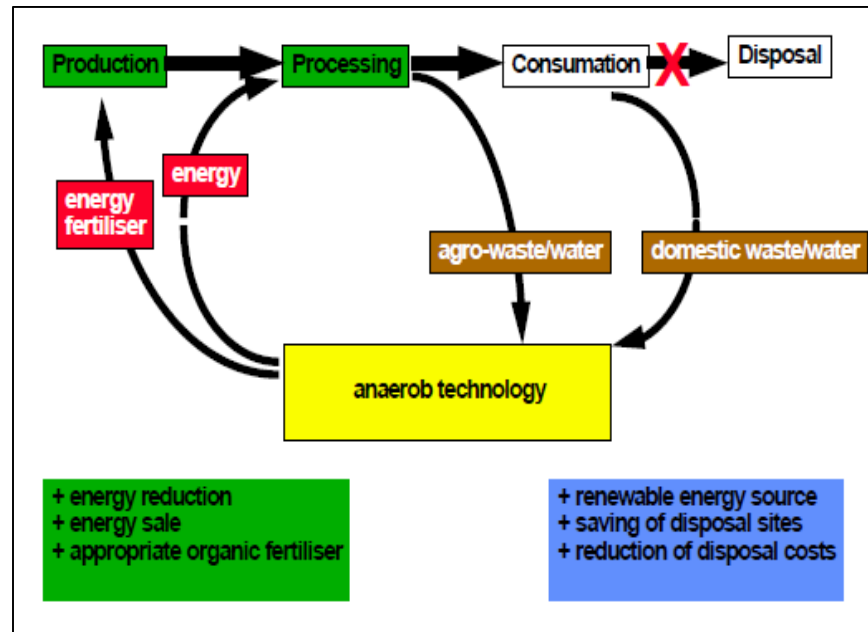 Production
Processing
Consumation
X
Disposal
energy
fertiliser
energy
agro-waste/water
domestic waste/water
anaerob technology
+ energy reduction
+ energy sale
+ appropriate organic fertiliser
+ renewable energy source
+ saving of disposal sites
+ reduction of disposal costs